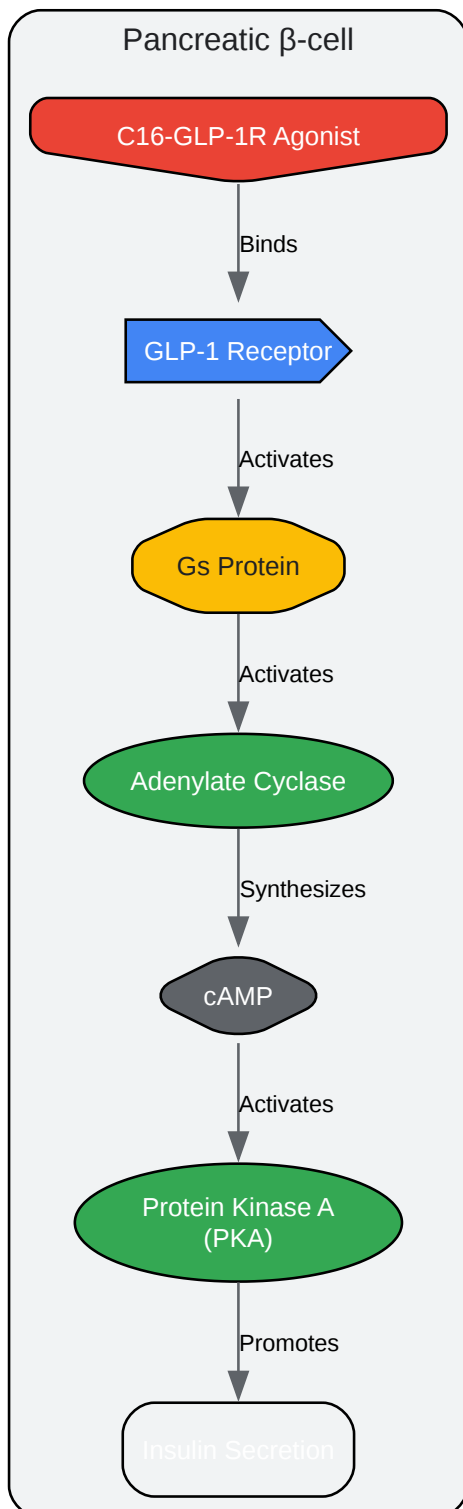 Pancreatic β-cell
C16-GLP-1R Agonist
Binds
GLP-1 Receptor
Activates
Gs Protein
Activates
Adenylate Cyclase
Synthesizes
cAMP
Activates
Protein Kinase A
(PKA)
Promotes
Insulin Secretion